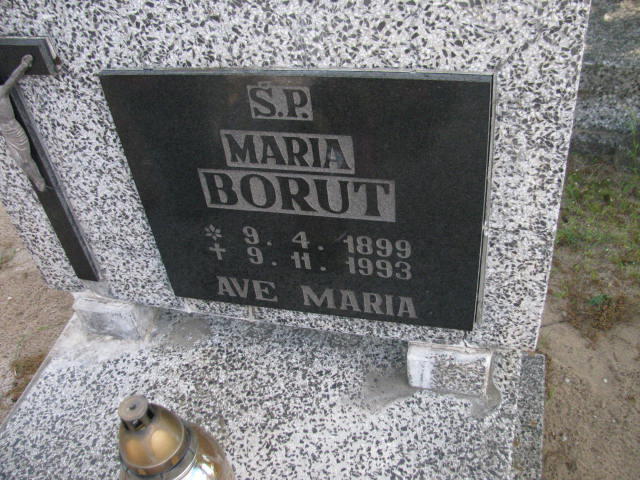 Ś.P.
MARIA
BORUT
* 9. 4. 1899
+ 9. 11. 1993
AVE MARIA